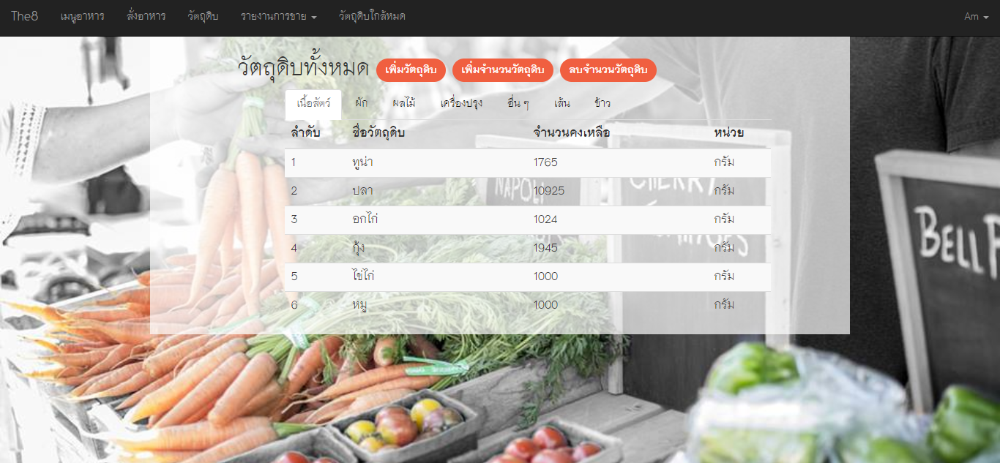 The8 เมนูอาหาร สั่งอาหาร วัตถุดิบ รายงานการขาย วัตถุดิบใกล้หมด Am
วัตถุดิบทั้งหมด เพิ่มวัตถุดิบ เพิ่มจำนวนวัตถุดิบ ลบจำนวนวัตถุดิบ
เนื้อสัตว์ ผัก ผลไม้ เครื่องปรุง อื่น ๆ เส้น ข้าว
ลำดับ ชื่อวัตถุดิบ จำนวนคงเหลือ หน่วย
1 ทูน่า 1765 กรัม
2 ปลา 10925 กรัม
3 อกไก่ 1024 กรัม
4 กุ้ง 1945 กรัม
5 ไข่ไก่ 1000 กรัม
6 หมู 1000 กรัม
NAPOLI
CHERRY
BELL